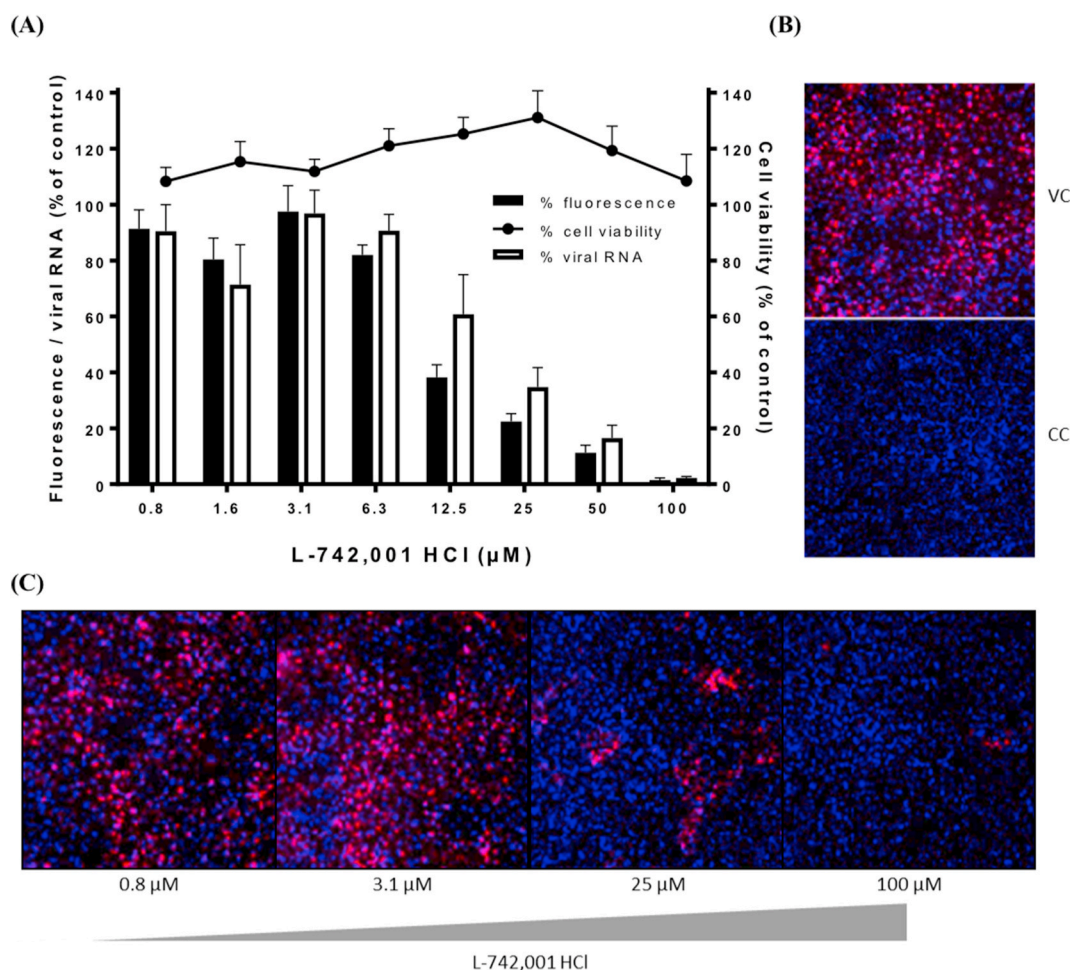 (A)
(B)
Fluorescence / viral RNA (% of control)
140
120
100
80
60
40
20
0
% fluorescence
% cell viability
% viral RNA
140
120
100
80
60
40
20
0
Cell viability (% of control)
0.8 1.6 3.1 6.3 12.5 25 50 100
L-742,001 HCl (µM)
VC
CC
(C)
0.8 µM 3.1 µM 25 µM 100 µM
L-742,001 HCl